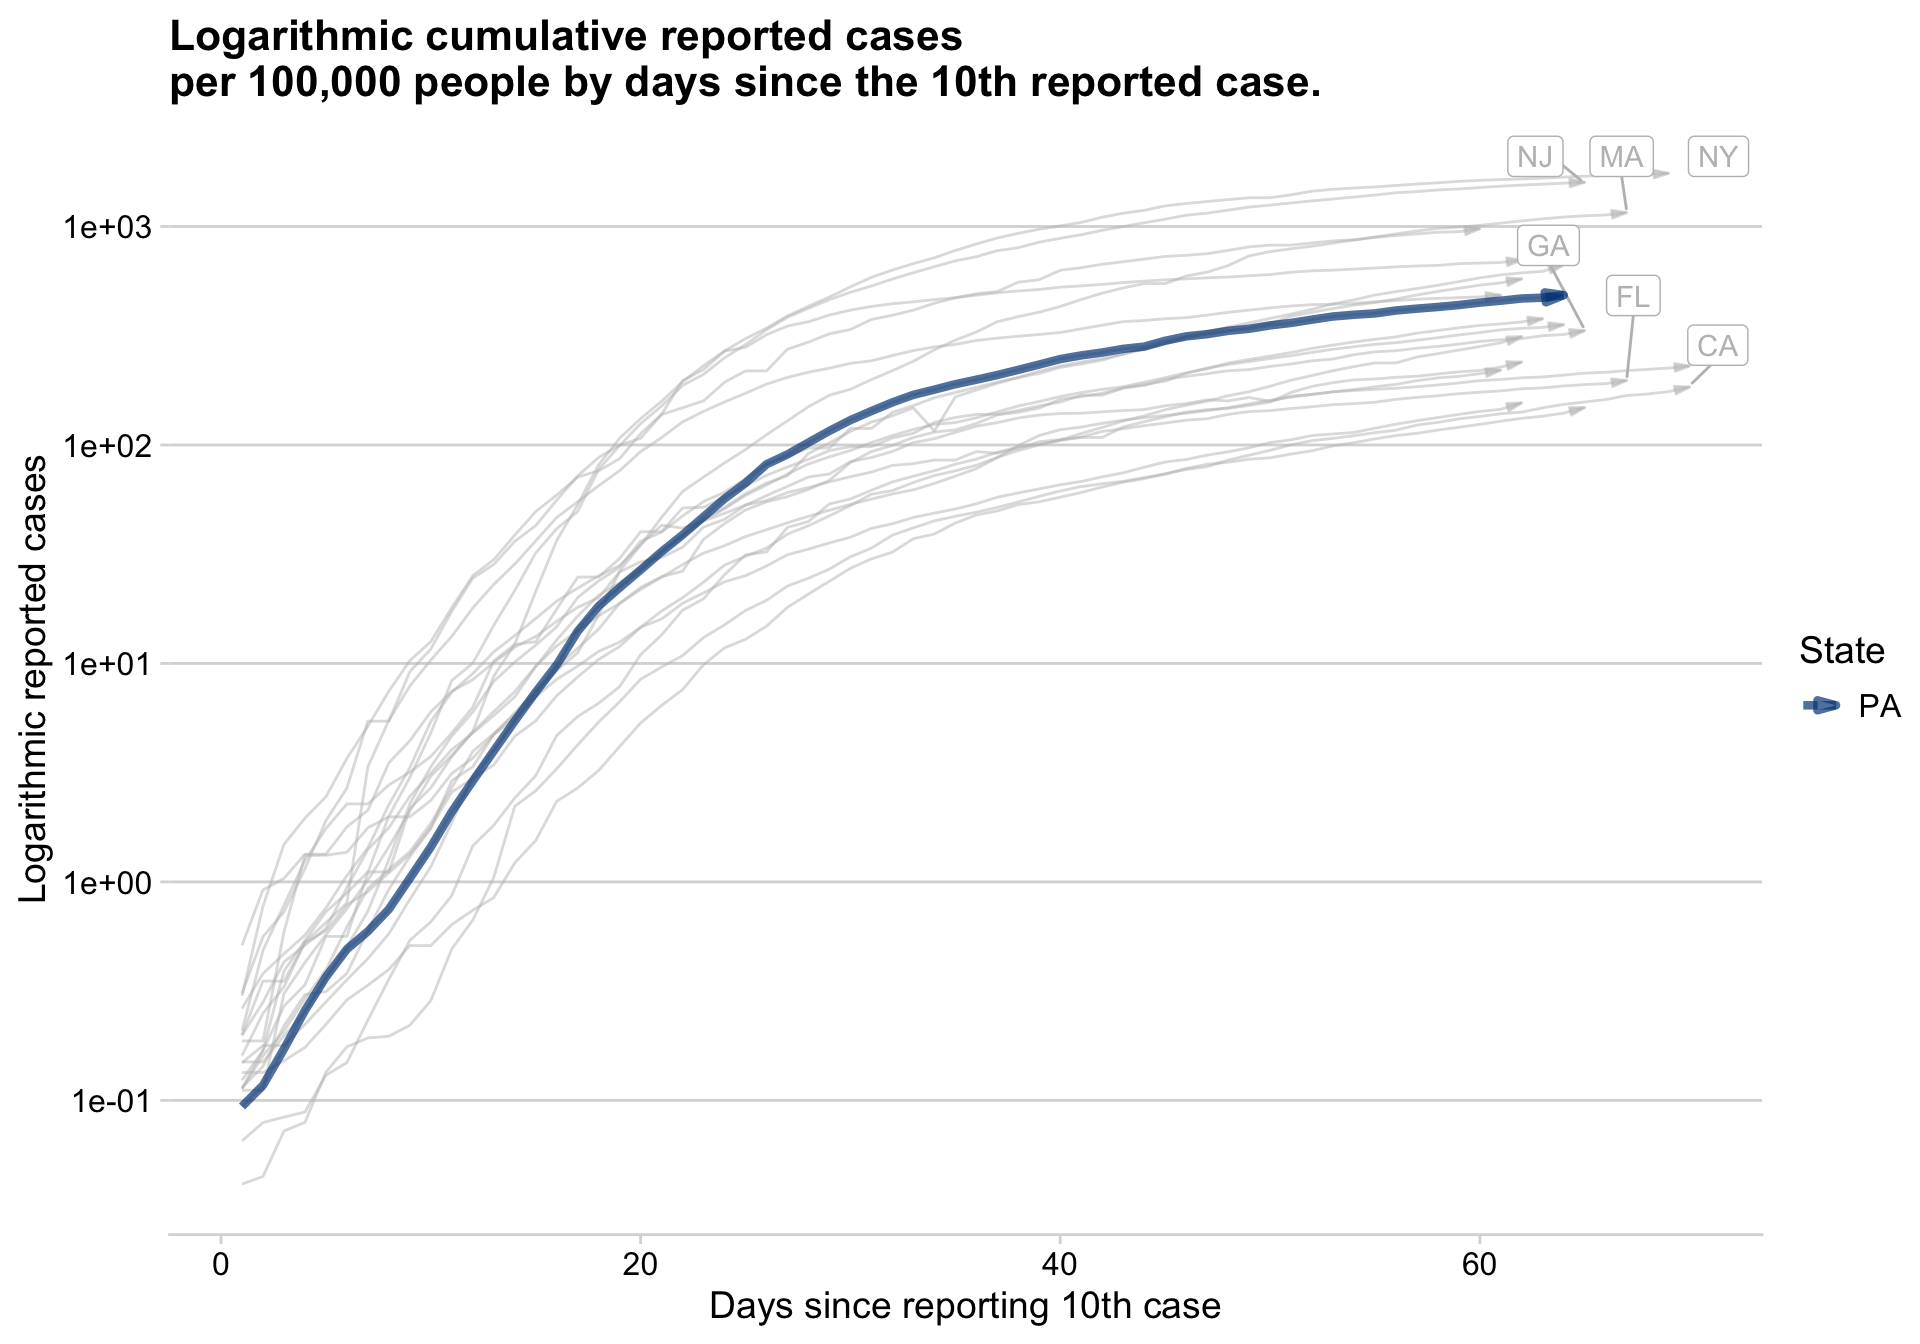 Logarithmic cumulative reported cases
per 100,000 people by days since the 10th reported case.
NJ MA NY
GA
FL
CA
1e+03
1e+02
1e+01
1e+00
1e-01
Logarithmic reported cases
State
PA
0 20 40 60
Days since reporting 10th case